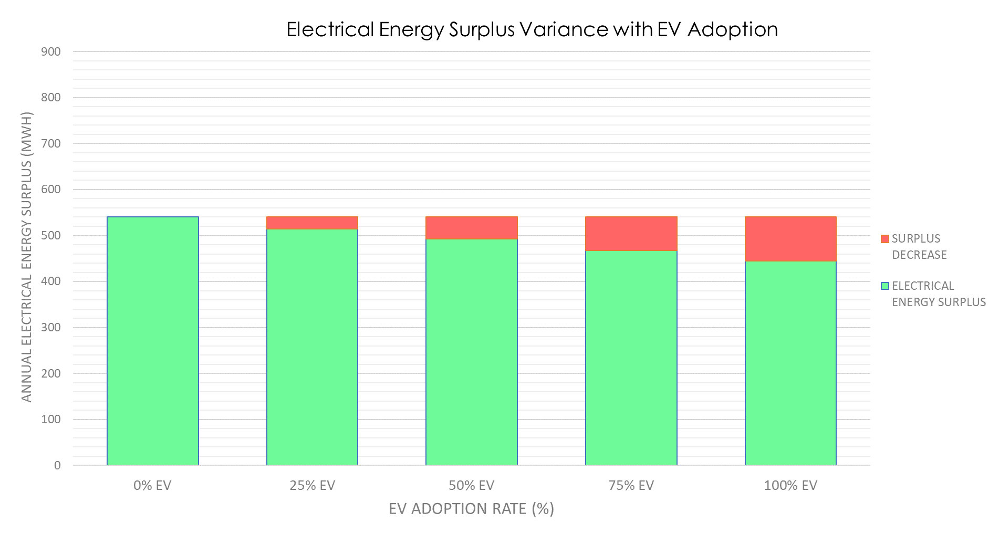 Electrical Energy Surplus Variance with EV Adoption
900
800
700
600
500
400
300
200
100
0
ANNUAL ELECTRICAL ENERGY SURPLUS (MWH)
0% EV
25% EV
50% EV
75% EV
100% EV
EV ADOPTION RATE (%)
SURPLUS
DECREASE
ELECTRICAL
ENERGY SURPLUS